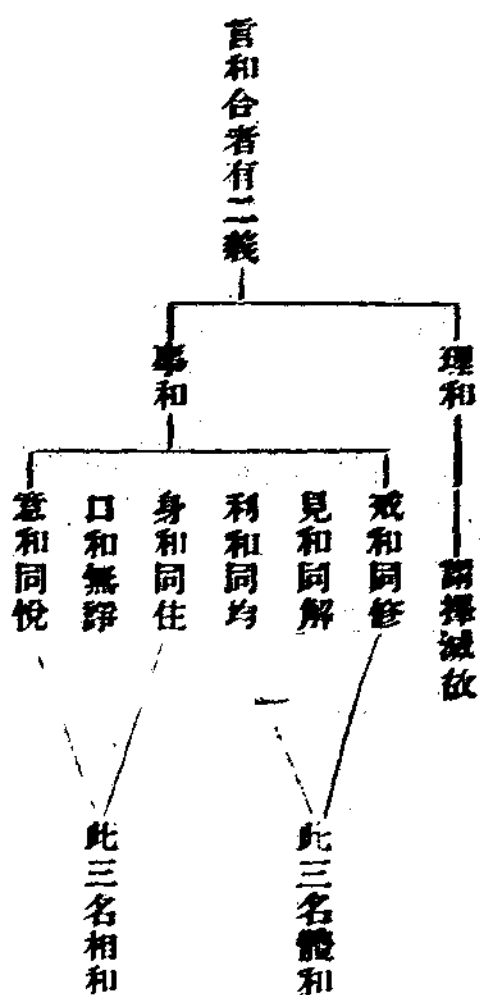 言和合者有二義
理和
證擇滅故
事和
戒和同修
見和同解
利和同均
身和同住
口和無諍
意和同悅
此三名體和
此三名相和